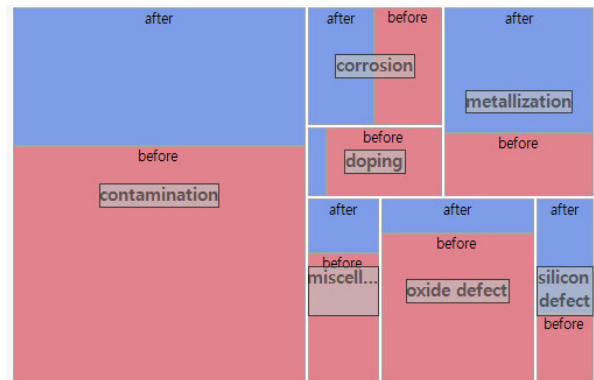 after
before
contamination
after
before
corrosion
before
doping
after
metallization
before
after
before
miscell...
after
before
oxide defect
after
silicon
defect
before